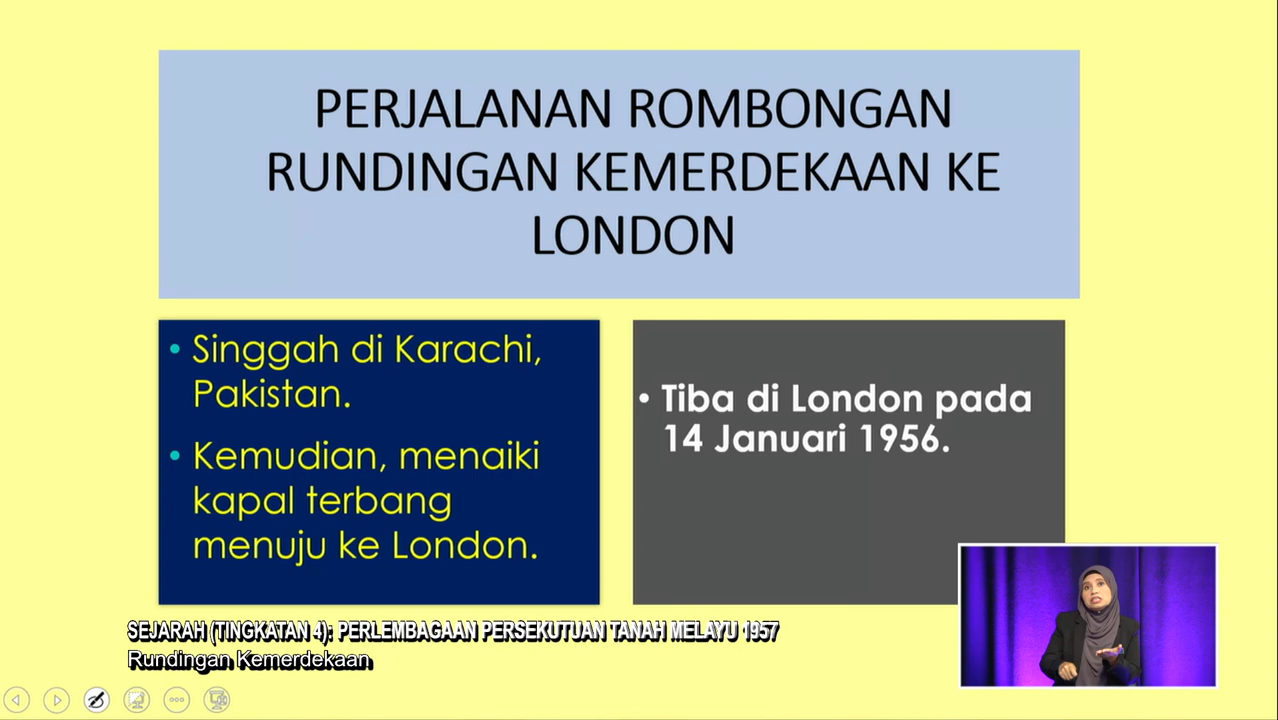 PERJALANAN ROMBONGAN
RUNDINGAN KEMERDEKAAN KE
LONDON
• Singgah di Karachi,
Pakistan.
• Kemudian, menaiki
kapal terbang
menuju ke London.
• Tiba di London pada
14 Januari 1956.
SEJARAH (TINGKATAN 4): PERLEMBAGAAN PERSEKUTUAN TANAH MELAYU 1957
Rundingan Kemerdekaan